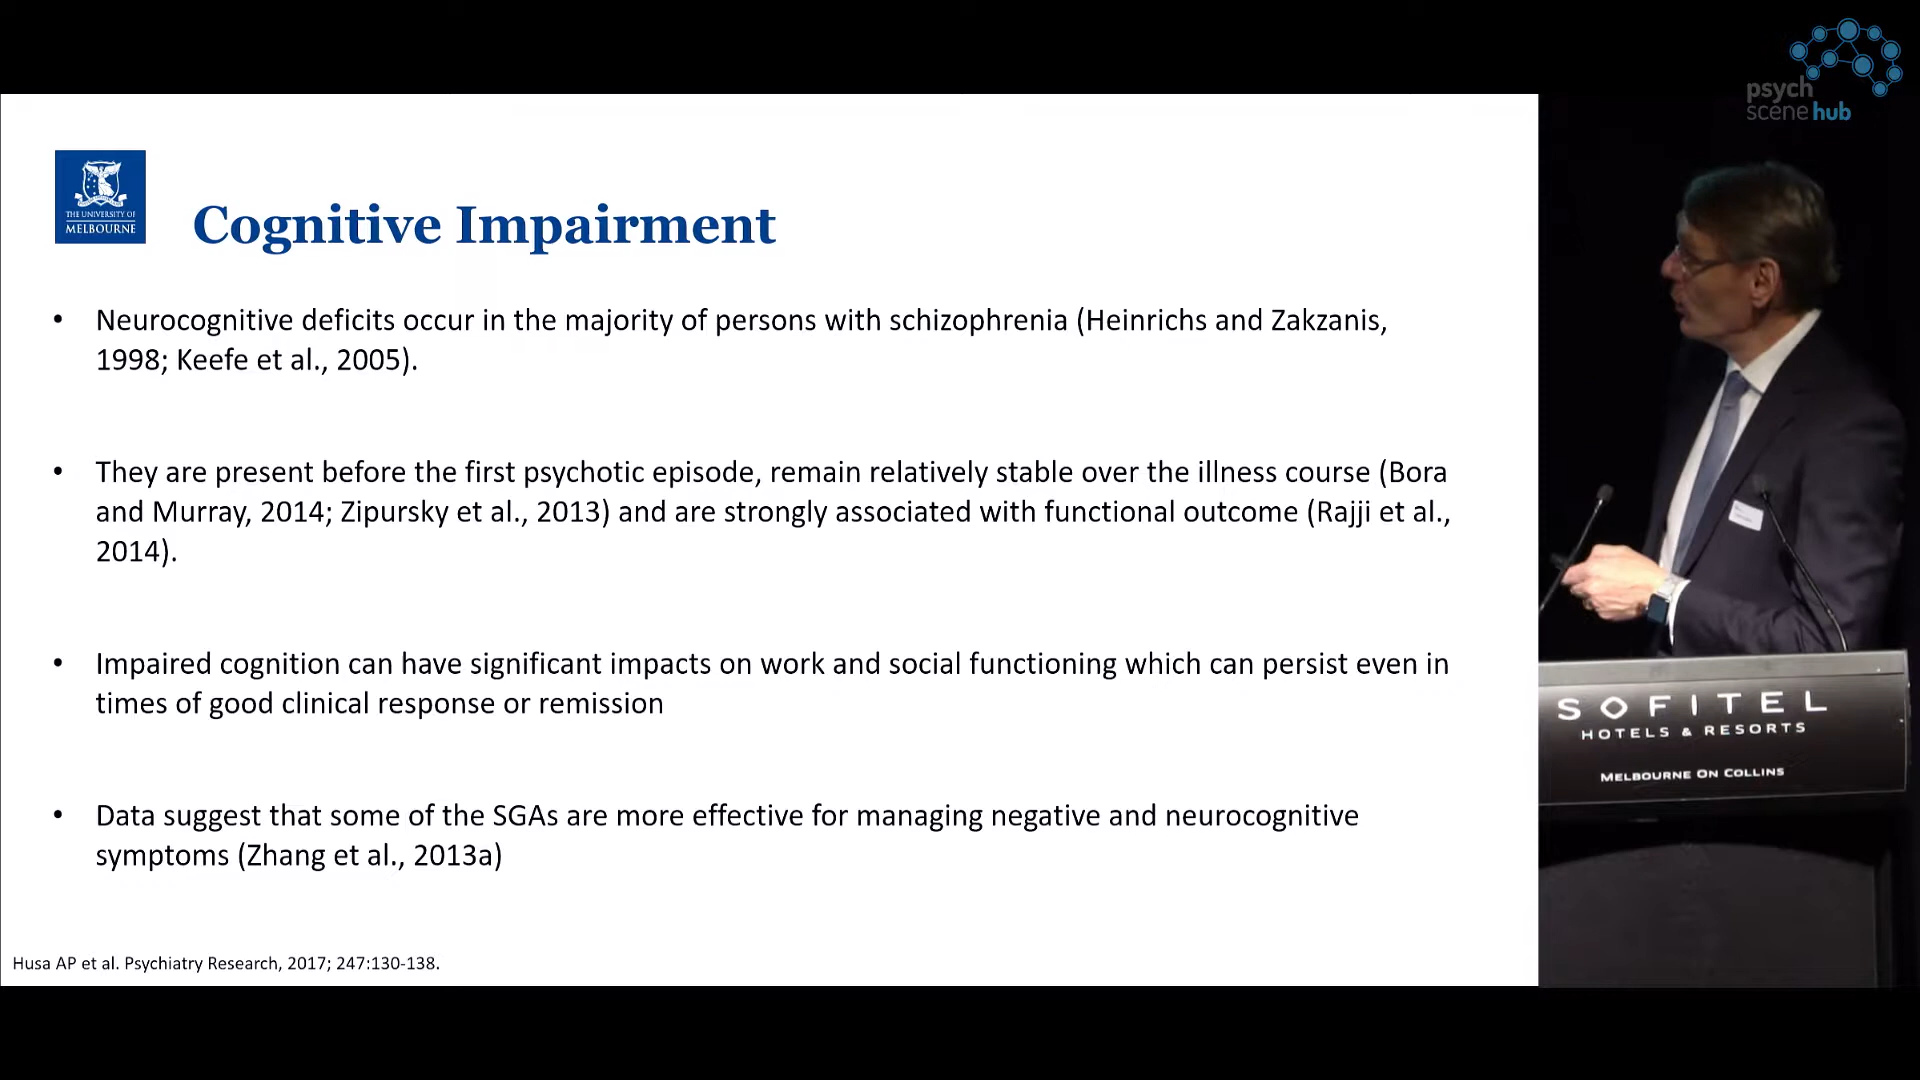 psych
scene hub
THE UNIVERSITY OF
MELBOURNE
Cognitive Impairment
• Neurocognitive deficits occur in the majority of persons with schizophrenia (Heinrichs and Zakzanis,
1998; Keefe et al., 2005).
• They are present before the first psychotic episode, remain relatively stable over the illness course (Bora
and Murray, 2014; Zipursky et al., 2013) and are strongly associated with functional outcome (Rajji et al.,
2014).
• Impaired cognition can have significant impacts on work and social functioning which can persist even in
times of good clinical response or remission
• Data suggest that some of the SGAs are more effective for managing negative and neurocognitive
symptoms (Zhang et al., 2013a)
Husa AP et al. Psychiatry Research, 2017; 247:130-138.
SOFITEL
HOTELS & RESORTS
MELBOURNE ON COLLINS